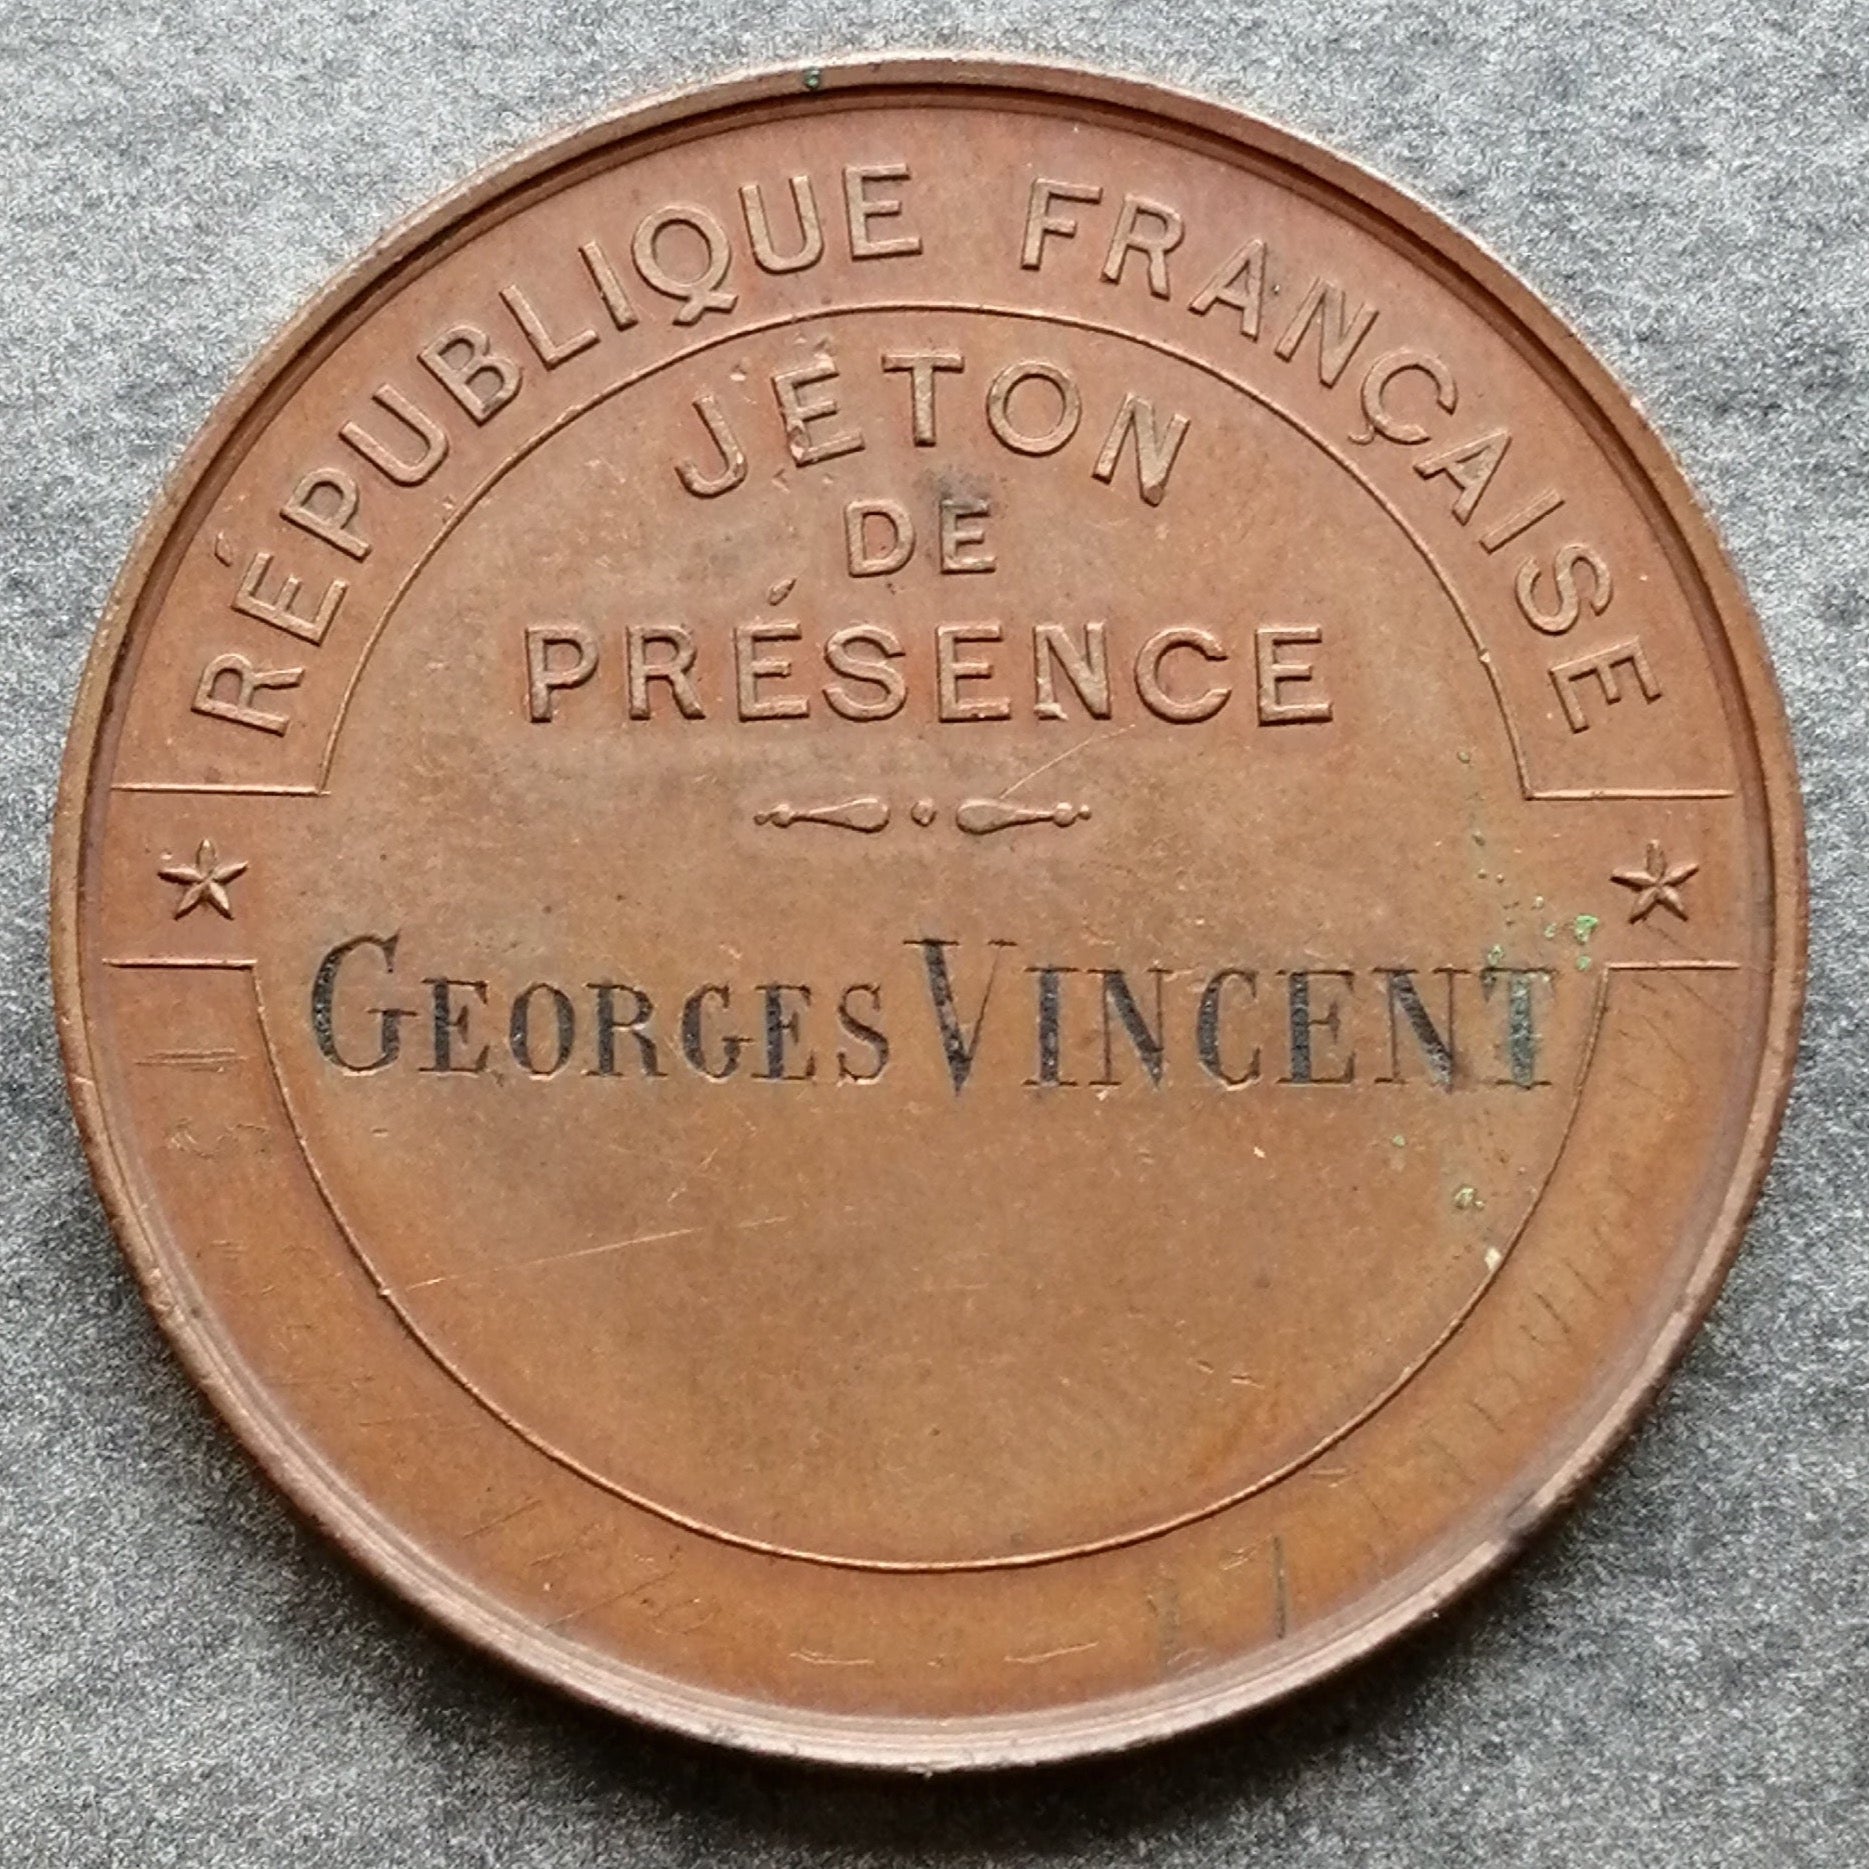 RÉPUBLIQUE FRANÇAISE
JETON
DE
PRÉSENCE
GEORGES VINCENT